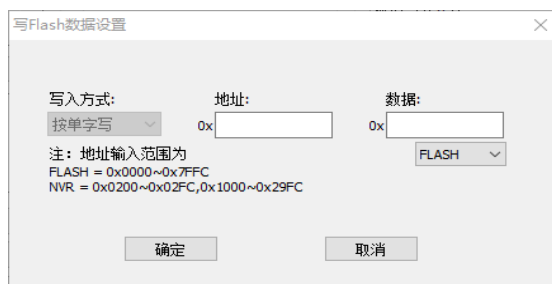 写Flash数据设置
写入方式: 地址: 数据:
按单字写 0x 0x
注：地址输入范围为 FLASH
FLASH = 0x0000~0x7FFC
NVR = 0x0200~0x02FC,0x1000~0x29FC
确定 取消